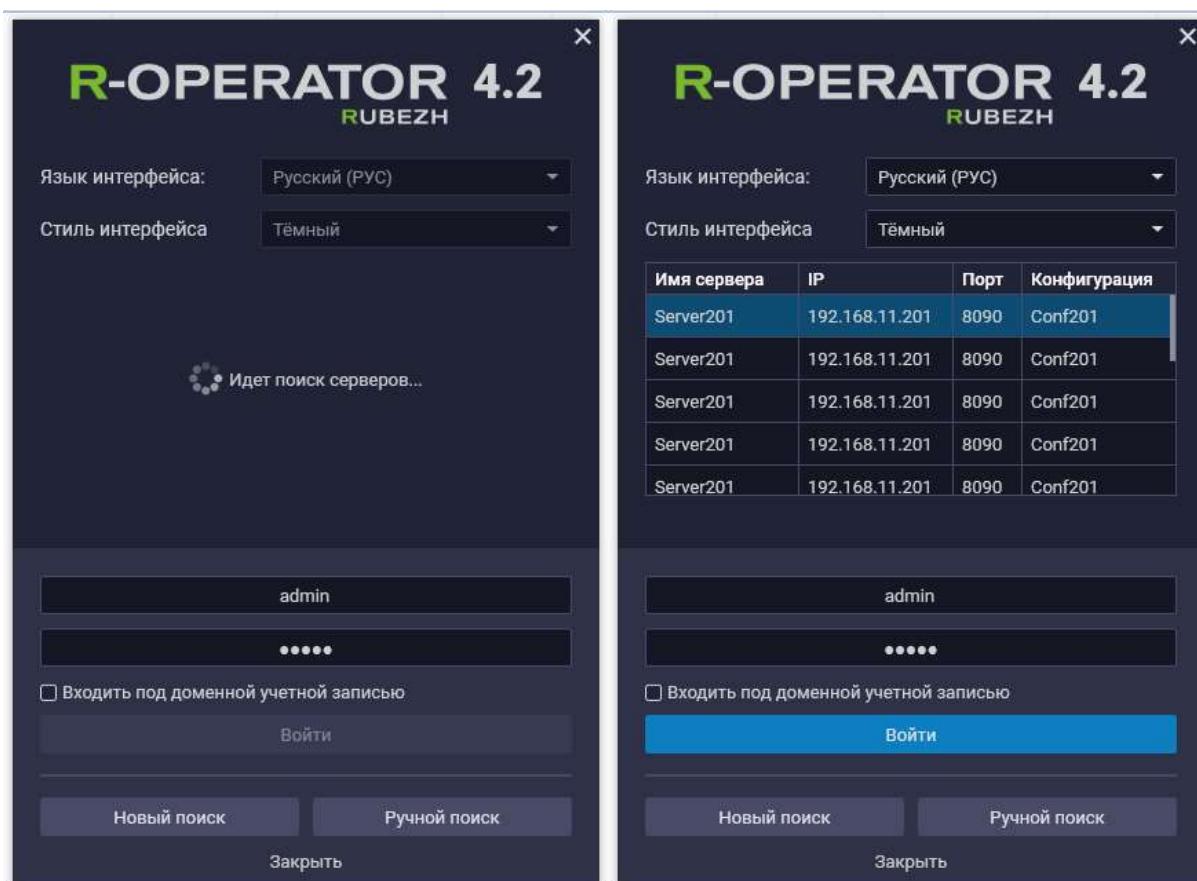 R-OPERATOR 4.2
RUBEZH
Язык интерфейса: Русский (РУС)
Стиль интерфейса Тёмный
Идет поиск серверов...
admin
Входить под доменной учетной записью
Войти
Новый поиск Ручной поиск
Закрыть
R-OPERATOR 4.2
RUBEZH
Язык интерфейса: Русский (РУС)
Стиль интерфейса Тёмный
Имя сервера IP Порт Конфигурация
Server201 192.168.11.201 8090 Conf201
Server201 192.168.11.201 8090 Conf201
Server201 192.168.11.201 8090 Conf201
Server201 192.168.11.201 8090 Conf201
Server201 192.168.11.201 8090 Conf201
admin
Входить под доменной учетной записью
Войти
Новый поиск Ручной поиск
Закрыть